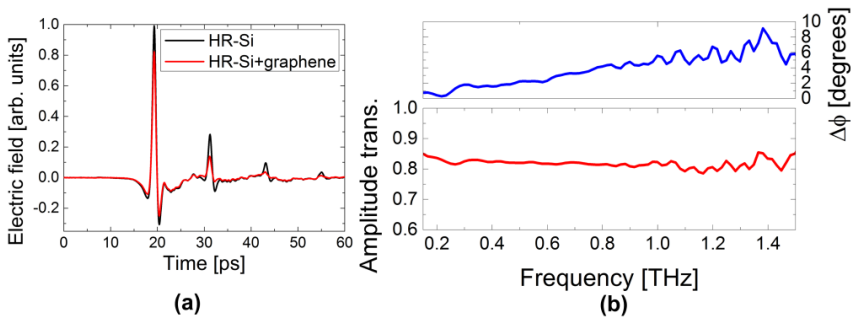 (a)
Electric field [arb. units]
1.0
0.8
0.6
0.4
0.2
0.0
-0.2
HR-Si
HR-Si+graphene
0 10 20 30 40 50 60
Time [ps]
(a)
Amplitude trans.
1.0
0.9
0.8
0.7
0.6
10
8
6
4
2
0
Δϕ [degrees]
0.2 0.4 0.6 0.8 1.0 1.2 1.4
Frequency [THz]
(b)